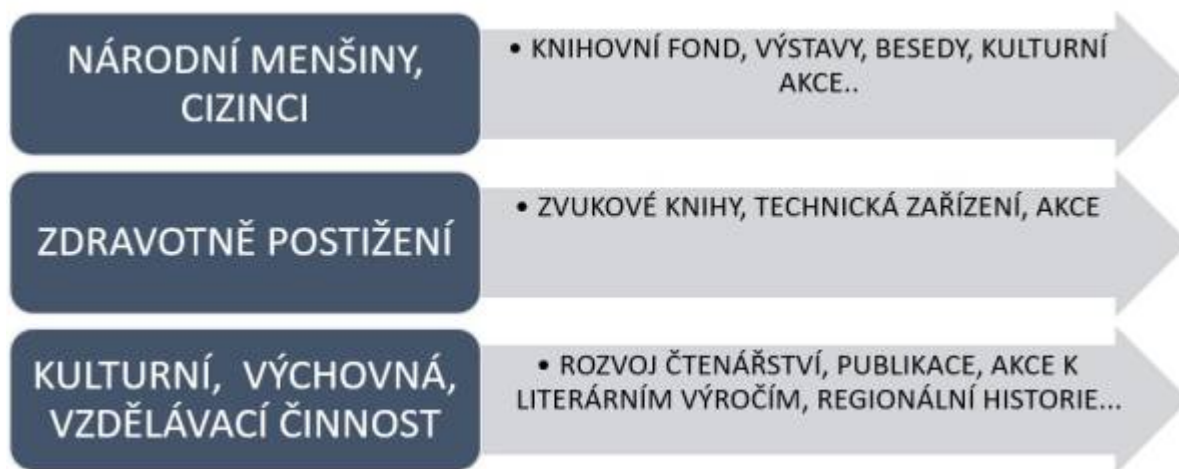 NÁRODNÍ MENŠINY,
CIZINCI
• KNIHOVNÍ FOND, VÝSTAVY, BESEDY, KULTURNÍ
AKCE..
ZDRAVOTNĚ POSTIŽENÍ
• ZVUKOVÉ KNIHY, TECHNICKÁ ZAŘÍZENÍ, AKCE
KULTURNÍ, VÝCHOVNÁ,
VZDĚLÁVACÍ ČINNOST
• ROZVOJ ČTENÁŘSTVÍ, PUBLIKACE, AKCE K
LITERÁRNÍM VÝROČÍM, REGIONÁLNÍ HISTORIE...